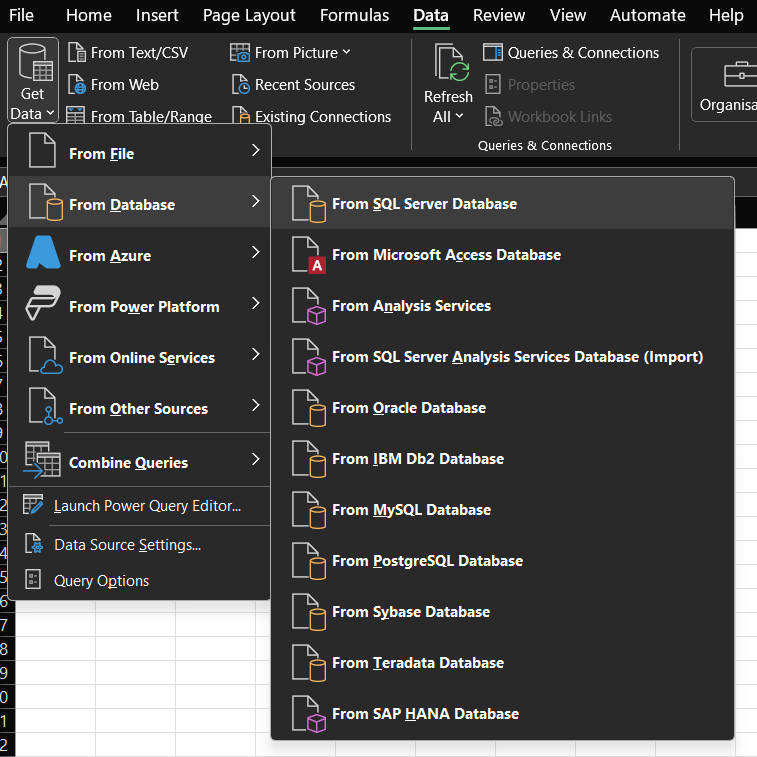 File Home Insert Page Layout Formulas Data Review View Automate Help
Get Data
From Text/CSV
From Web
From Table/Range
From Picture
Recent Sources
Existing Connections
Refresh All
Queries & Connections
Properties
Workbook Links
Queries & Connections
From File
From Database
From Azure
From Power Platform
From Online Services
From Other Sources
Combine Queries
Launch Power Query Editor...
Data Source Settings...
Query Options
From SQL Server Database
From Microsoft Access Database
From Analysis Services
From SQL Server Analysis Services Database (Import)
From Oracle Database
From IBM Db2 Database
From MySQL Database
From PostgreSQL Database
From Sybase Database
From Teradata Database
From SAP HANA Database